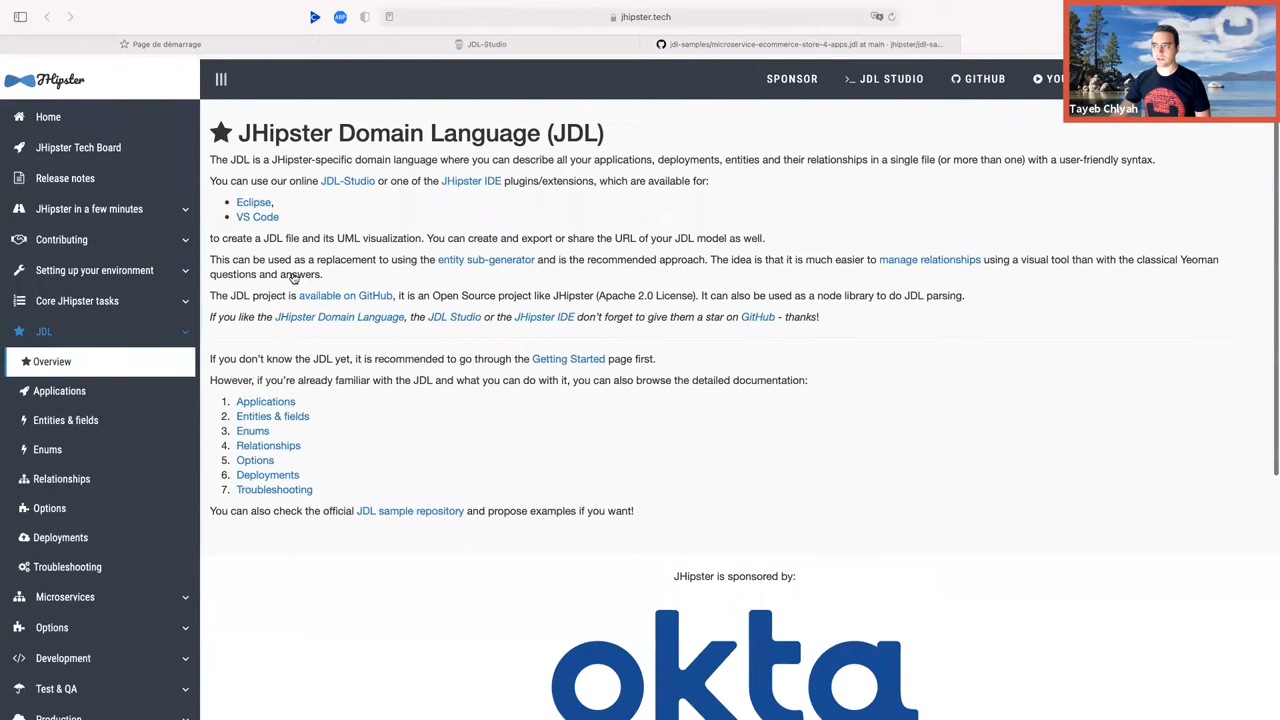 jhipster.tech
ABP
Page de démarrage
JDL-Studio
jdl-samples/microservice-ecommerce-store-4-apps.jdl at main · jhipster/jdl-sa...
Tayeb Chlyah
JHipster
SPONSOR
JDL STUDIO
GITHUB
YOU
Home
JHipster Tech Board
Release notes
JHipster in a few minutes
Contributing
Setting up your environment
Core JHipster tasks
JDL
Overview
Applications
Entities & fields
Enums
Relationships
Options
Deployments
Troubleshooting
Microservices
Options
Development
Test & QA
Production
JHipster Domain Language (JDL)
The JDL is a JHipster-specific domain language where you can describe all your applications, deployments, entities and their relationships in a single file (or more than one) with a user-friendly syntax.
You can use our online JDL-Studio or one of the JHipster IDE plugins/extensions, which are available for:
Eclipse,
VS Code
to create a JDL file and its UML visualization. You can create and export or share the URL of your JDL model as well.
This can be used as a replacement to using the entity sub-generator and is the recommended approach. The idea is that it is much easier to manage relationships using a visual tool than with the classical Yeoman
questions and answers.
The JDL project is available on GitHub, it is an Open Source project like JHipster (Apache 2.0 License). It can also be used as a node library to do JDL parsing.
If you like the JHipster Domain Language, the JDL Studio or the JHipster IDE don't forget to give them a star on GitHub - thanks!
If you don't know the JDL yet, it is recommended to go through the Getting Started page first.
However, if you're already familiar with the JDL and what you can do with it, you can also browse the detailed documentation:
1. Applications
2. Entities & fields
3. Enums
4. Relationships
5. Options
6. Deployments
7. Troubleshooting
You can also check the official JDL sample repository and propose examples if you want!
JHipster is sponsored by:
okta